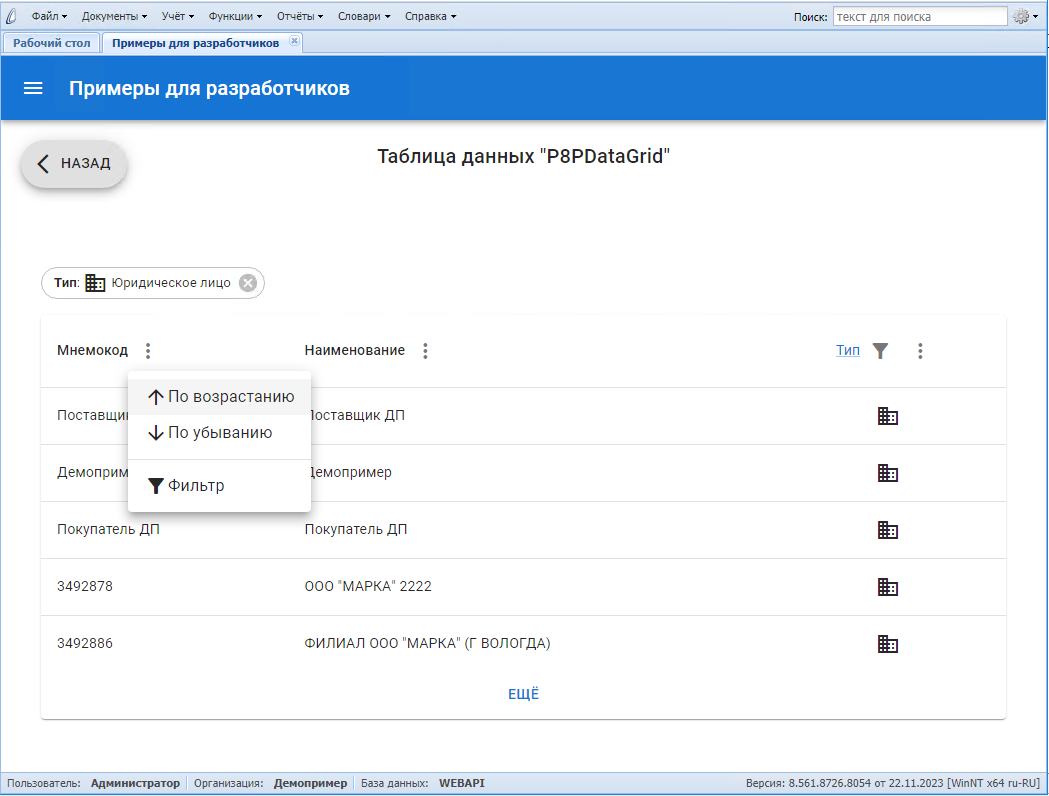 Файл Документы Учёт Функции Отчёты Словари Справка Поиск: текст для поиска
Рабочий стол Примеры для разработчиков
Примеры для разработчиков
НАЗАД
Таблица данных "P8PDataGrid"
Тип: Юридическое лицо
Мнемокод Наименование Тип
По возрастанию
По убыванию
Фильтр
Поставщик ДП
Демопример
Покупатель ДП Покупатель ДП
3492878 ООО "МАРКА" 2222
3492886 ФИЛИАЛ ООО "МАРКА" (Г ВОЛОГДА)
ЕЩЁ
Пользователь: Администратор Организация: Демопример База данных: WEBAPI Версия: 8.561.8726.8054 от 22.11.2023 [WinNT x64 ru-RU]